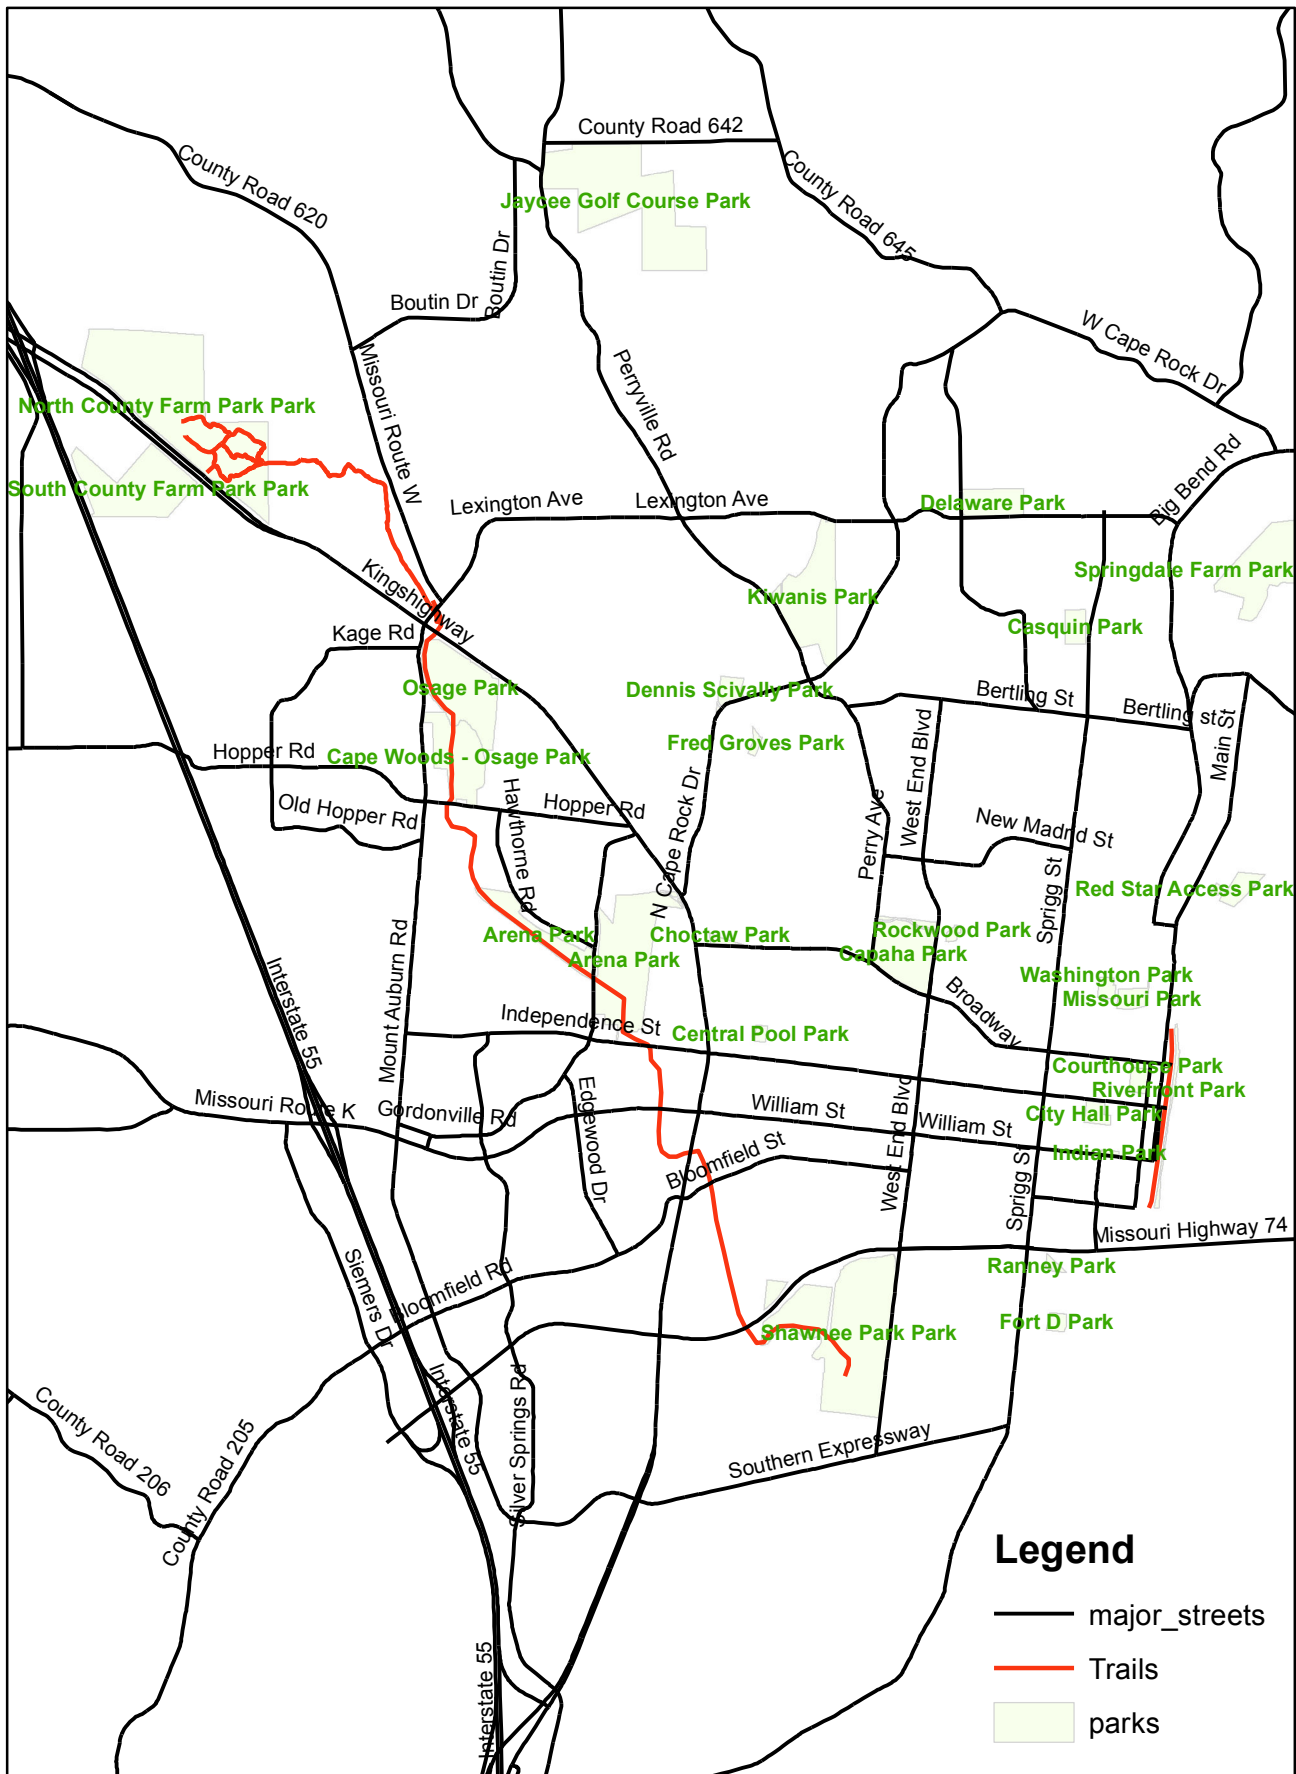 County Road 642
County Road 620
County Road 645
Jaycee Golf Course Park
Boutin Dr
Boutin Dr
W Cape Rock Dr
Missouri Route W
Perryville Rd
North County Farm Park Park
South County Farm Park Park
Lexington Ave
Lexington Ave
Delaware Park
Big Bend Rd
Kingshighway
Springdale Farm Park
Kiwanis Park
Kage Rd
Casquin Park
Osage Park
Dennis Scivally Park
Bertling St
Bertling st
Main St
West End Blvd
Hopper Rd
Cape Woods - Osage Park
Fred Groves Park
Old Hopper Rd
Hawthorne Rd
Hopper Rd
N Cape Rock Dr
Perry Ave
New Madrid St
Sprigg St
Red Star Access Park
Arena Park
Arena Park
Choctaw Park
Rockwood Park
Capaha Park
Mount Auburn Rd
Interstate 55
Washington Park
Missouri Park
Broadway
Independence St
Central Pool Park
Courthouse Park
Riverfront Park
City Hall Park
Indian Park
Missouri Route K
Gordonville Rd
Edgewood Dr
William St
William St
West End Blvd
Bloomfield St
Sprigg St
Missouri Highway 74
Siemers Dr
Bloomfield Rd
Ranney Park
Fort D Park
Shawnee Park Park
Interstate 55
Silver Springs Rd
Southern Expressway
County Road 206
County Road 205
Interstate 55
Legend
major_streets
Trails
parks